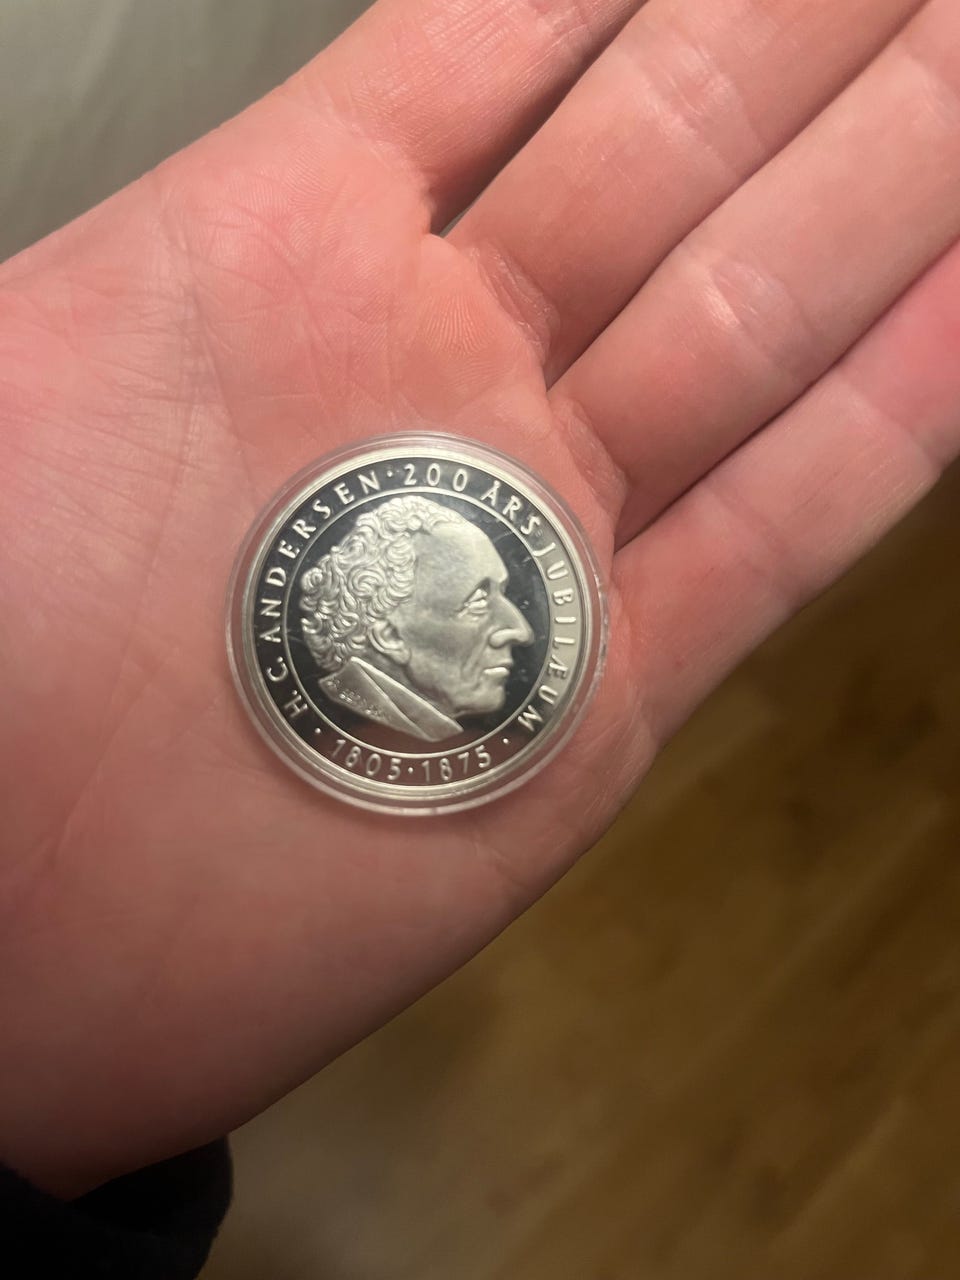 H. C. ANDERSEN · 200 ÅRS JUBILÆUM ·
1805 · 1875 ·